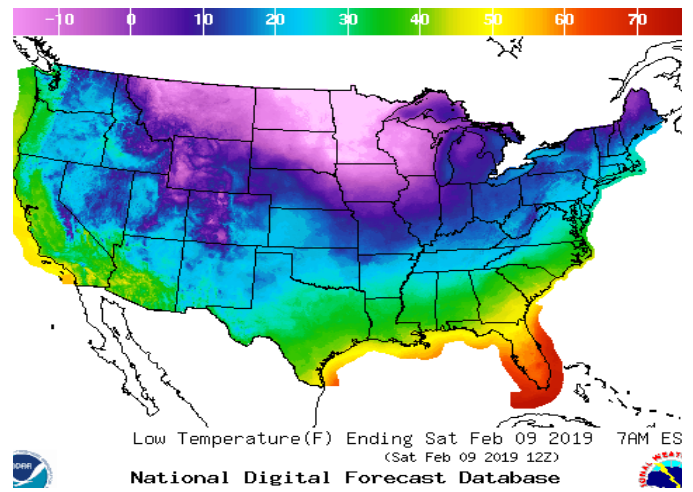 -10 0 10 20 30 40 50 60 70
Low Temperature(F) Ending Sat Feb 09 2019 7AM ES
(Sat Feb 09 2019 12Z)
National Digital Forecast Database